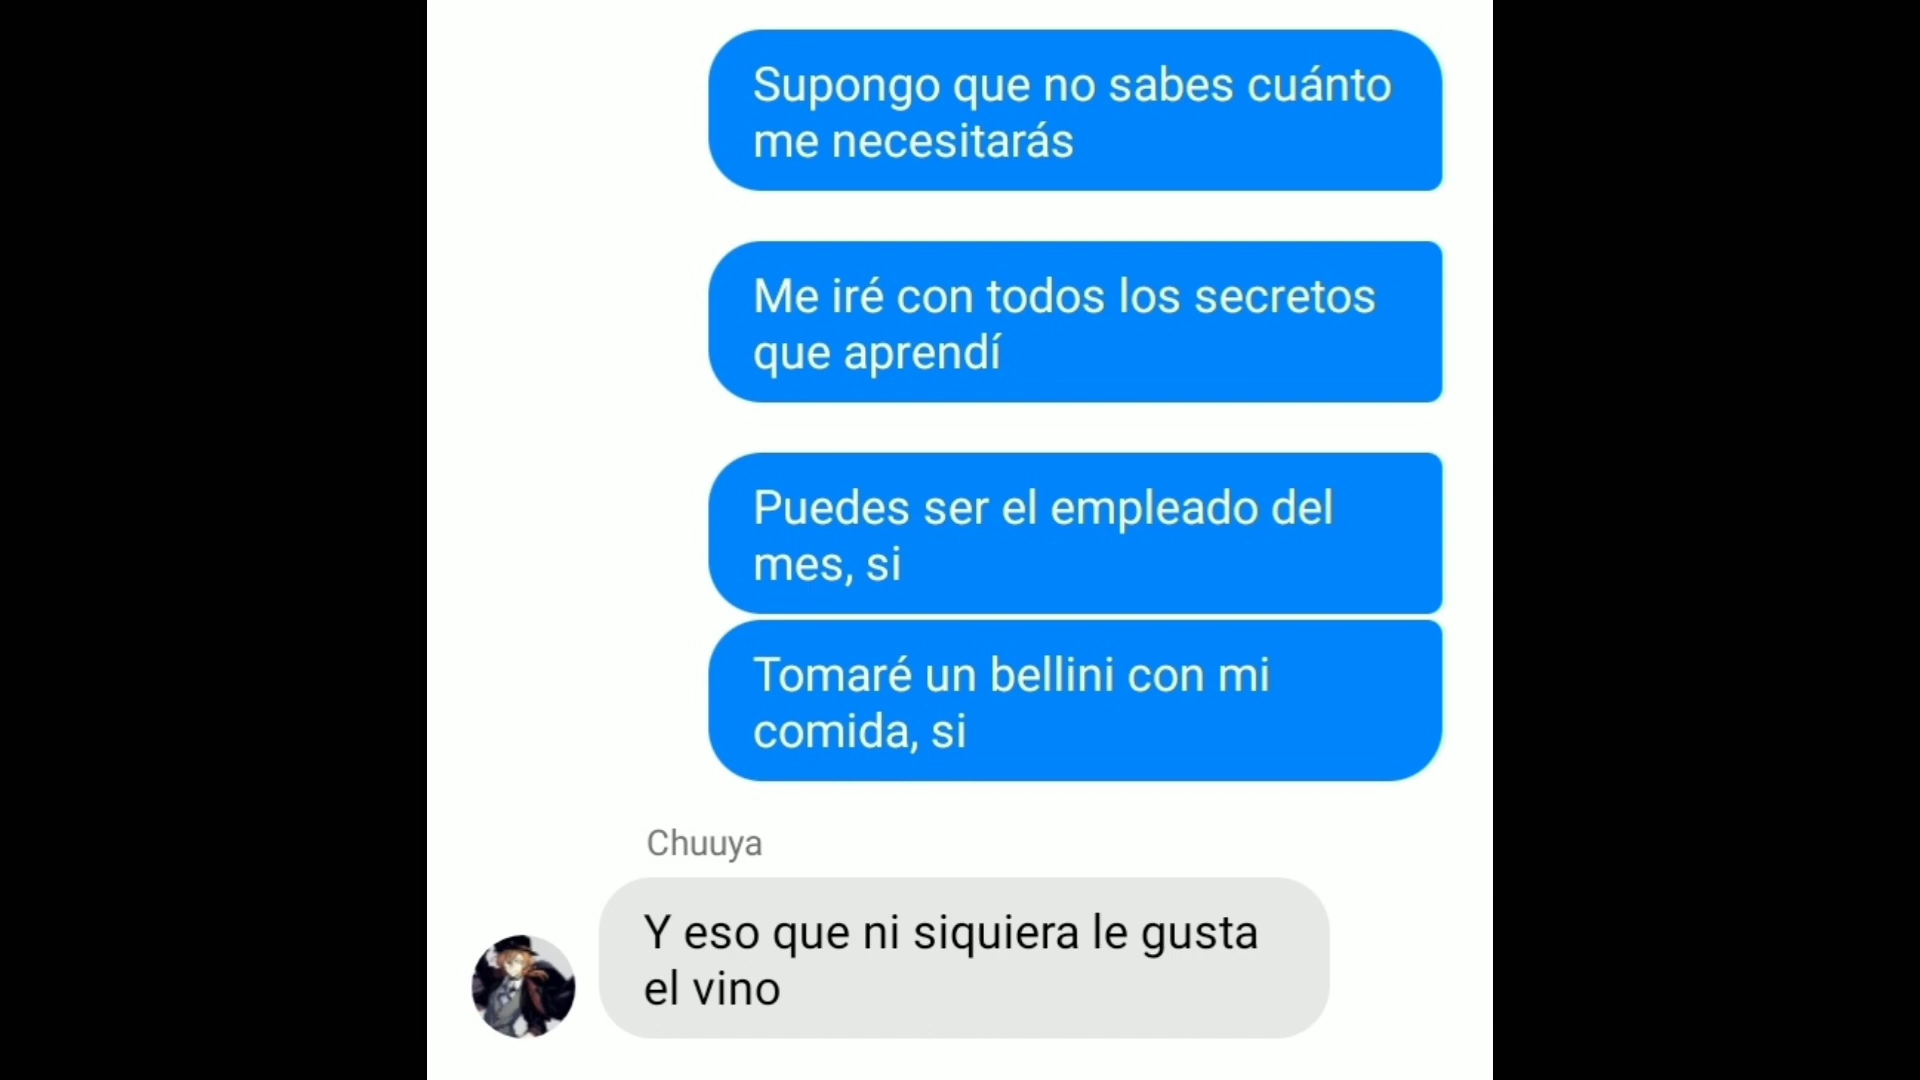 Supongo que no sabes cuánto
me necesitarás
Me iré con todos los secretos
que aprendí
Puedes ser el empleado del
mes, si
Tomaré un bellini con mi
comida, si
Chuuya
Y eso que ni siquiera le gusta
el vino